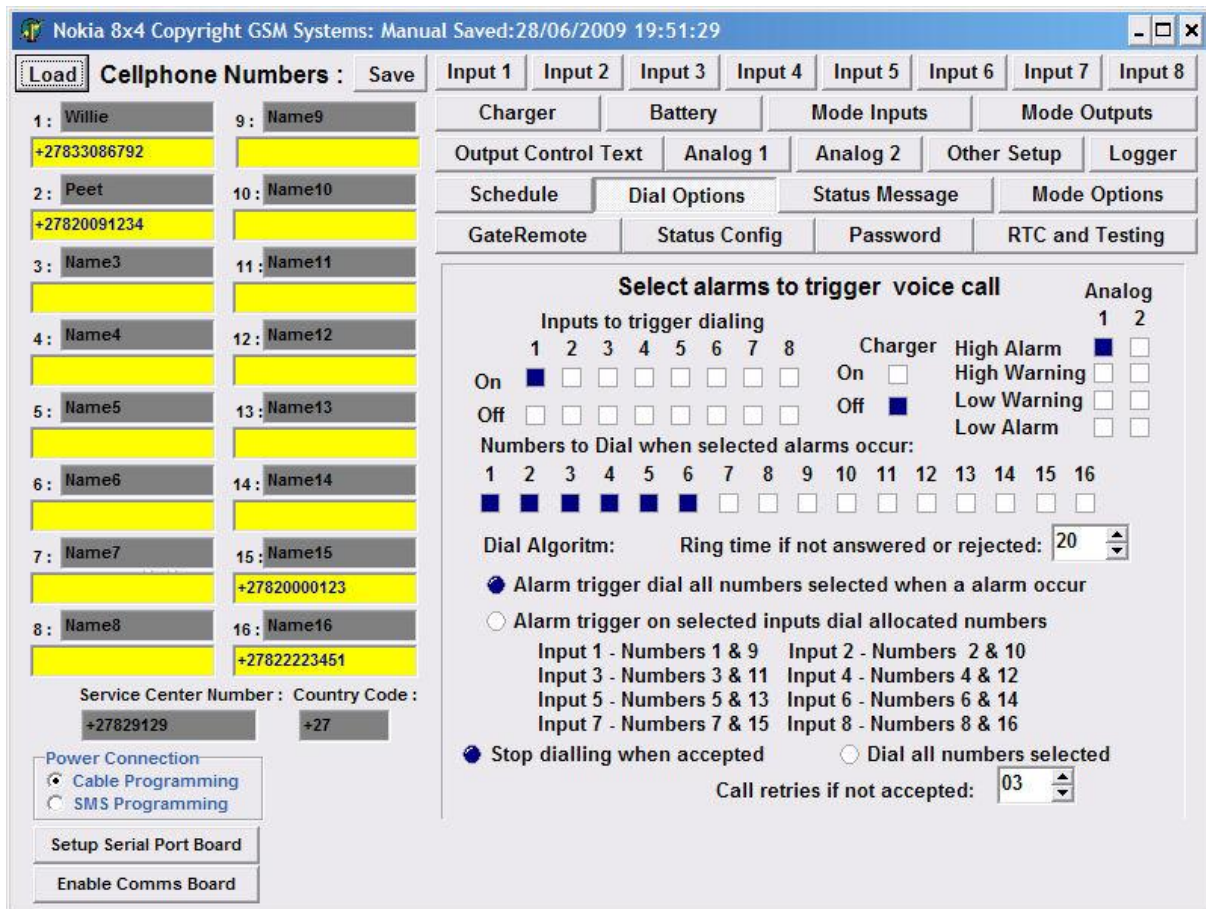 Nokia 8x4 Copyright GSM Systems: Manual Saved:28/06/2009 19:51:29
Load Cellphone Numbers : Save
1 : Willie 9 : Name9
+27833086792
2 : Peet 10 : Name10
+27820091234
3 : Name3 11 : Name11
4 : Name4 12 : Name12
5 : Name5 13 : Name13
6 : Name6 14 : Name14
7 : Name7 15 : Name15
+27820000123
8 : Name8 16 : Name16
+27822223451
Service Center Number : Country Code :
+27829129 +27
Power Connection
Cable Programming
SMS Programming
Setup Serial Port Board
Enable Comms Board
Input 1 Input 2 Input 3 Input 4 Input 5 Input 6 Input 7 Input 8
Charger Battery Mode Inputs Mode Outputs
Output Control Text Analog 1 Analog 2 Other Setup Logger
Schedule Dial Options Status Message Mode Options
GateRemote Status Config Password RTC and Testing
Select alarms to trigger voice call
Analog
Inputs to trigger dialing 1 2
1 2 3 4 5 6 7 8 Charger High Alarm
On On High Warning
Off Off Low Warning
Low Alarm
Numbers to Dial when selected alarms occur:
1 2 3 4 5 6 7 8 9 10 11 12 13 14 15 16
Dial Algoritm: Ring time if not answered or rejected: 20
Alarm trigger dial all numbers selected when a alarm occur
Alarm trigger on selected inputs dial allocated numbers
Input 1 - Numbers 1 & 9 Input 2 - Numbers 2 & 10
Input 3 - Numbers 3 & 11 Input 4 - Numbers 4 & 12
Input 5 - Numbers 5 & 13 Input 6 - Numbers 6 & 14
Input 7 - Numbers 7 & 15 Input 8 - Numbers 8 & 16
Stop dialling when accepted Dial all numbers selected
Call retries if not accepted: 03